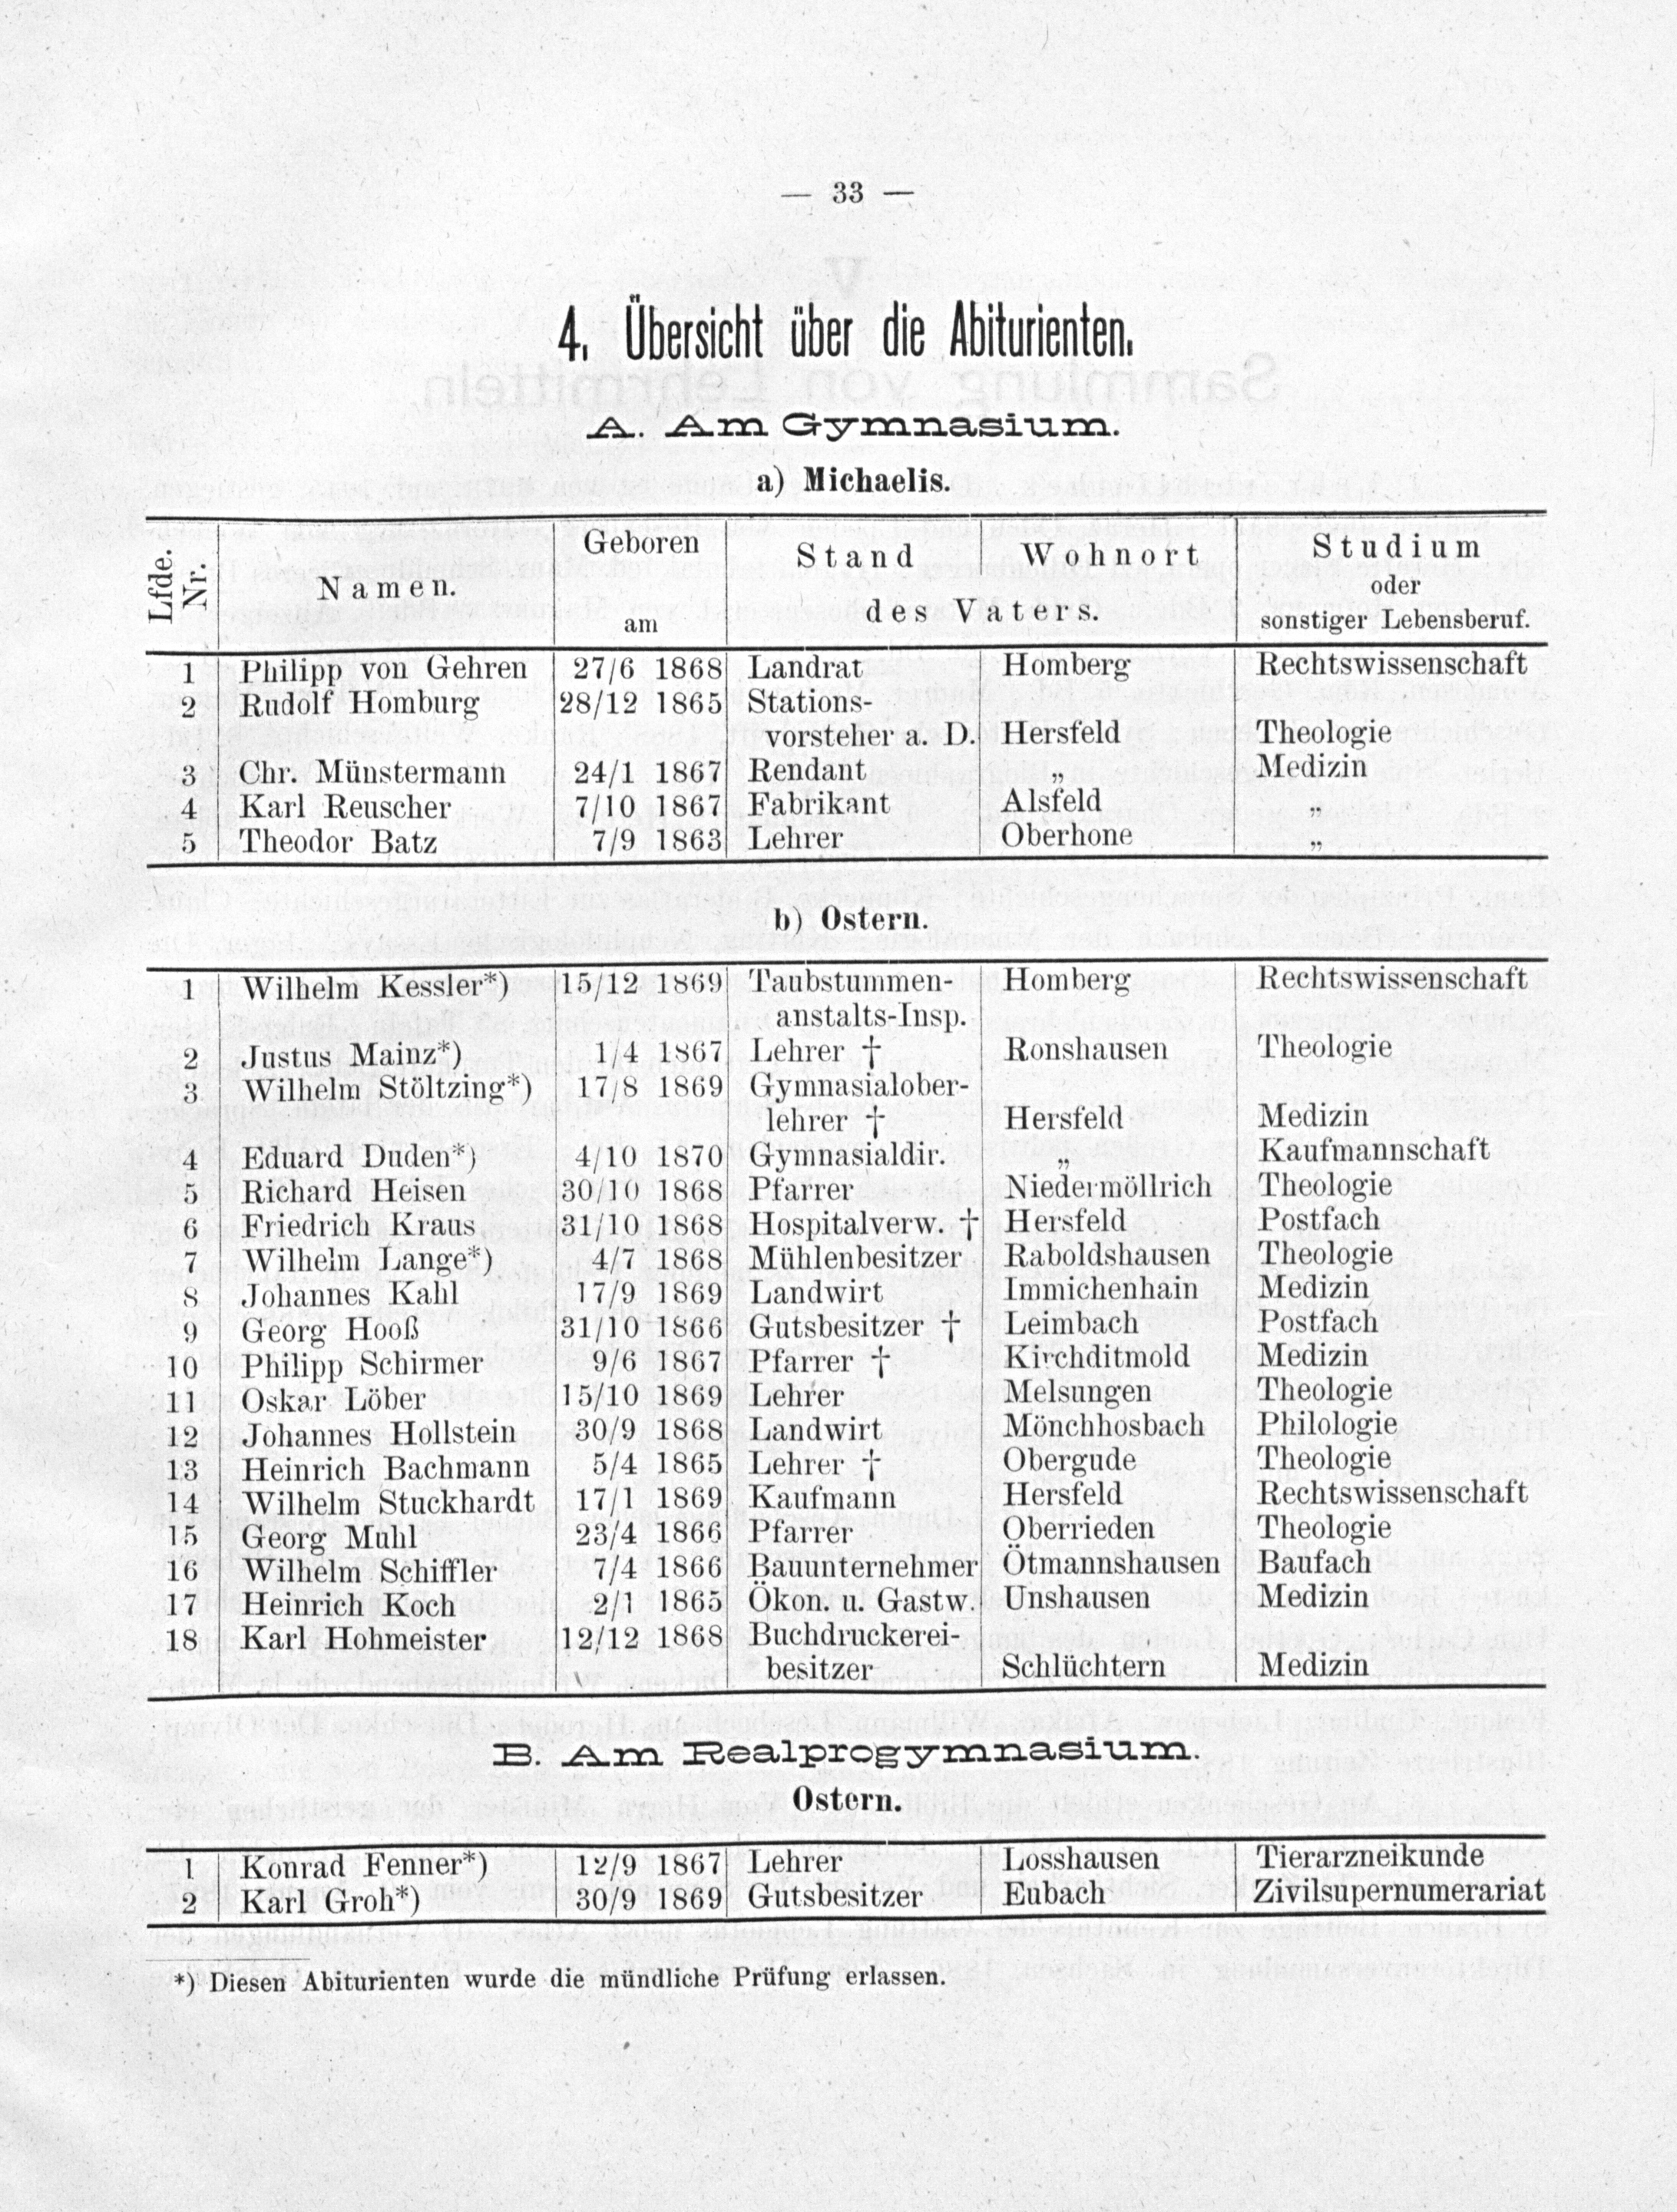 — 33 —
4. Übersicht über die Abiturienten.
A. Am Gymnasium.
a) Michaelis.
Lfde. Nr. Namen. Geboren am Stand Wohnort des Vaters. Studium oder sonstiger Lebensberuf.
1 Philipp von Gehren 27/6 1868 Landrat Homberg Rechtswissenschaft
2 Rudolf Homburg 28/12 1865 Stations-
vorsteher a. D. Hersfeld Theologie
3 Chr. Münstermann 24/1 1867 Rendant „ Medizin
4 Karl Reuscher 7/10 1867 Fabrikant Alsfeld „
5 Theodor Batz 7/9 1863 Lehrer Oberhone „
b) Ostern.
1 Wilhelm Kessler*) 15/12 1869 Taubstummen- Homberg Rechtswissenschaft
anstalts-Insp.
2 Justus Mainz*) 1/4 1867 Lehrer † Ronshausen Theologie
3 Wilhelm Stöltzing*) 17/8 1869 Gymnasialober-
lehrer † Hersfeld Medizin
4 Eduard Duden*) 4/10 1870 Gymnasialdir. „ Kaufmannschaft
5 Richard Heisen 30/10 1868 Pfarrer Niedermöllrich Theologie
6 Friedrich Kraus 31/10 1868 Hospitalverw. † Hersfeld Postfach
7 Wilhelm Lange*) 4/7 1868 Mühlenbesitzer Raboldshausen Theologie
8 Johannes Kahl 17/9 1869 Landwirt Immichenhain Medizin
9 Georg Hooß 31/10 1866 Gutsbesitzer † Leimbach Postfach
10 Philipp Schirmer 9/6 1867 Pfarrer † Kirchditmold Medizin
11 Oskar Löber 15/10 1869 Lehrer Melsungen Theologie
12 Johannes Hollstein 30/9 1868 Landwirt Mönchhosbach Philologie
13 Heinrich Bachmann 5/4 1865 Lehrer † Obergude Theologie
14 Wilhelm Stuckhardt 17/1 1869 Kaufmann Hersfeld Rechtswissenschaft
15 Georg Muhl 23/4 1866 Pfarrer Oberrieden Theologie
16 Wilhelm Schiffler 7/4 1866 Bauunternehmer Ötmannshausen Baufach
17 Heinrich Koch 2/1 1865 Ökon. u. Gastw. Unshausen Medizin
18 Karl Hohmeister 12/12 1868 Buchdruckerei-
besitzer Schlüchtern Medizin
B. Am Realprogymnasium.
Ostern.
1 Konrad Fenner*) 12/9 1867 Lehrer Losshausen Tierarzneikunde
2 Karl Groh*) 30/9 1869 Gutsbesitzer Eubach Zivilsupernumerariat
*) Diesen Abiturienten wurde die mündliche Prüfung erlassen.